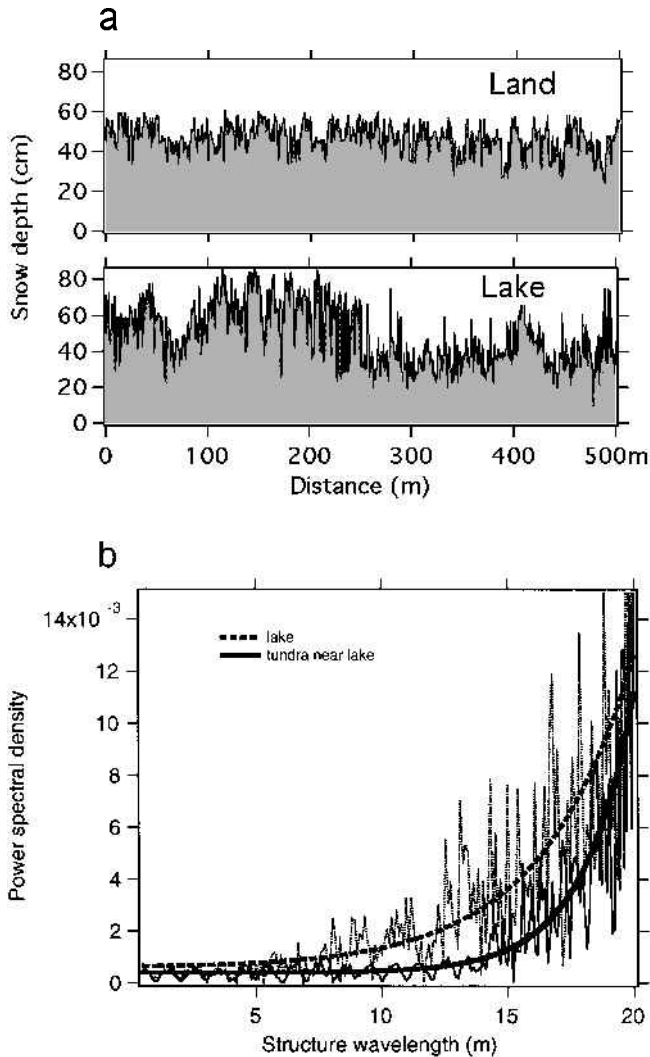 a
Land
80
60
40
20
0
Snow depth (cm)
Lake
80
60
40
20
0
0 100 200 300 400 500m
Distance (m)
b
14x10 -3
lake
tundra near lake
12
10
8
6
4
2
0
Power spectral density
5 10 15 20
Structure wavelength (m)